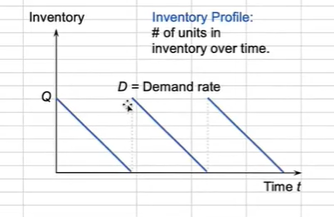 Inventory
Inventory Profile:
# of units in
inventory over time.
Q
D = Demand rate
Time t